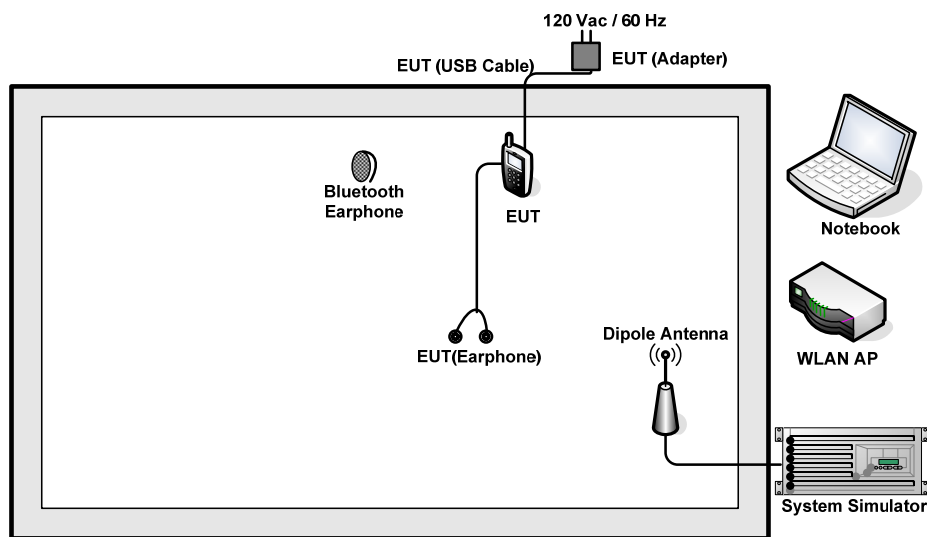 120 Vac / 60 Hz
EUT (USB Cable)
EUT (Adapter)
Bluetooth
Earphone
EUT
Notebook
EUT(Earphone)
Dipole Antenna
WLAN AP
System Simulator